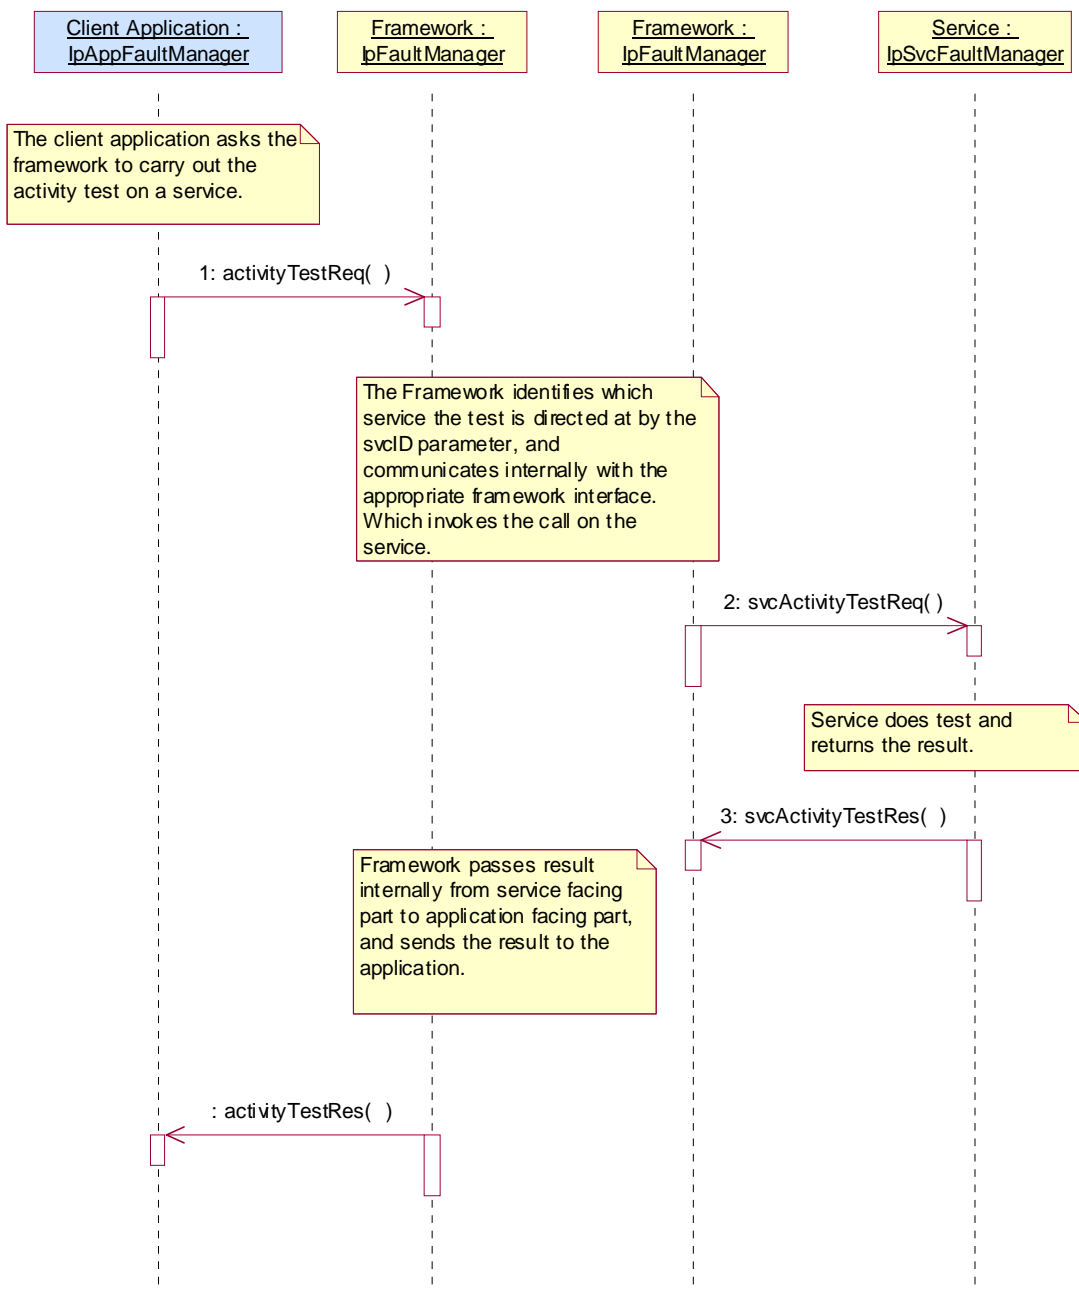 Client Application :
IpAppFaultManager
Framework :
IpFaultManager
Framework :
IpFaultManager
Service :
IpSvcFaultManager
The client application asks the
framework to carry out the
activity test on a service.
1: activityTestReq(  )
The Framework identifies which
service the test is directed at by the
svcID parameter, and
communicates internally with the
appropriate framework interface.
Which invokes the call on the
service.
2: svcActivityTestReq( )
Service does test and
returns the result.
3: svcActivityTestRes(  )
Framework passes result
internally from service facing
part to application facing part,
and sends the result to the
application.
: activityTestRes(  )